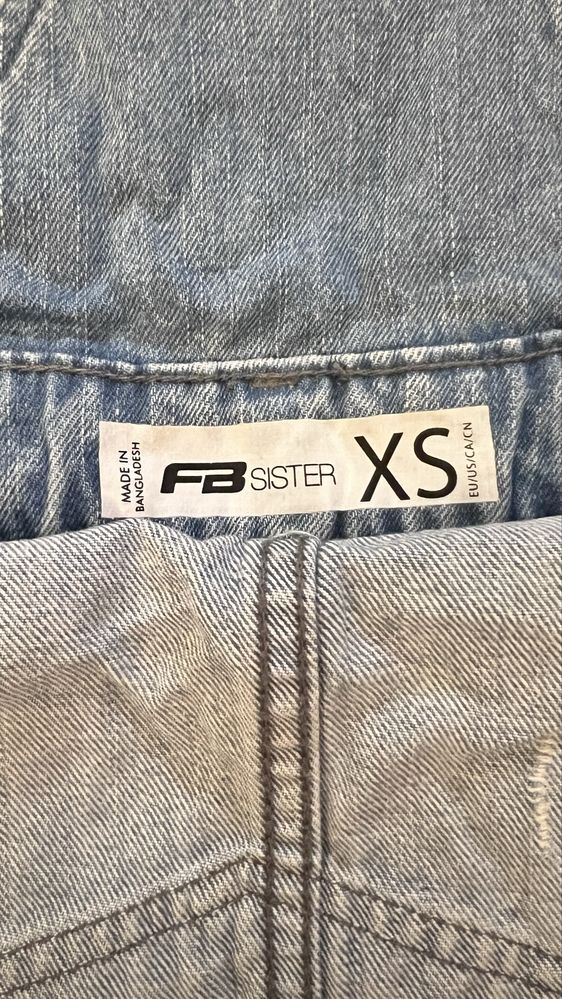 MADE IN
BANGLADESH
FB SISTER
XS
EU/US/CA/CN